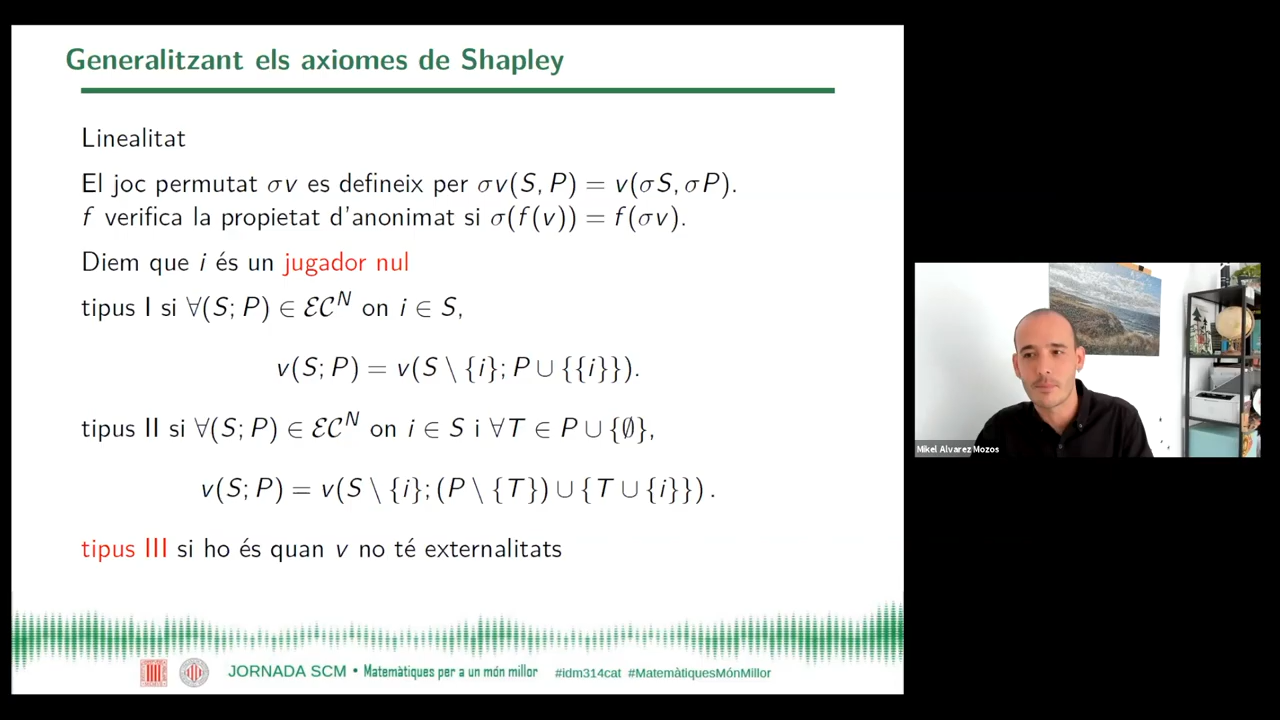 Generalitzant els axiomes de Shapley
Linealitat
El joc permutat σv es defineix per σv(S, P) = v(σS, σP).
f verifica la propietat d'anonimat si σ(f(v)) = f(σv).
Diem que i és un jugador nul
tipus I si ∀(S; P) ∈ ℰ𝒞ᴺ on i ∈ S,
v(S; P) = v(S \ {i}; P ∪ {{i}}).
tipus II si ∀(S; P) ∈ ℰ𝒞ᴺ on i ∈ S i ∀T ∈ P ∪ {∅},
v(S; P) = v(S \ {i}; (P \ {T}) ∪ {T ∪ {i}}) .
tipus III si ho és quan v no té externalitats
JORNADA SCM • Matemàtiques per a un món millor #idm314cat #MatemàtiquesMónMillor
Mikel Alvarez Mozos